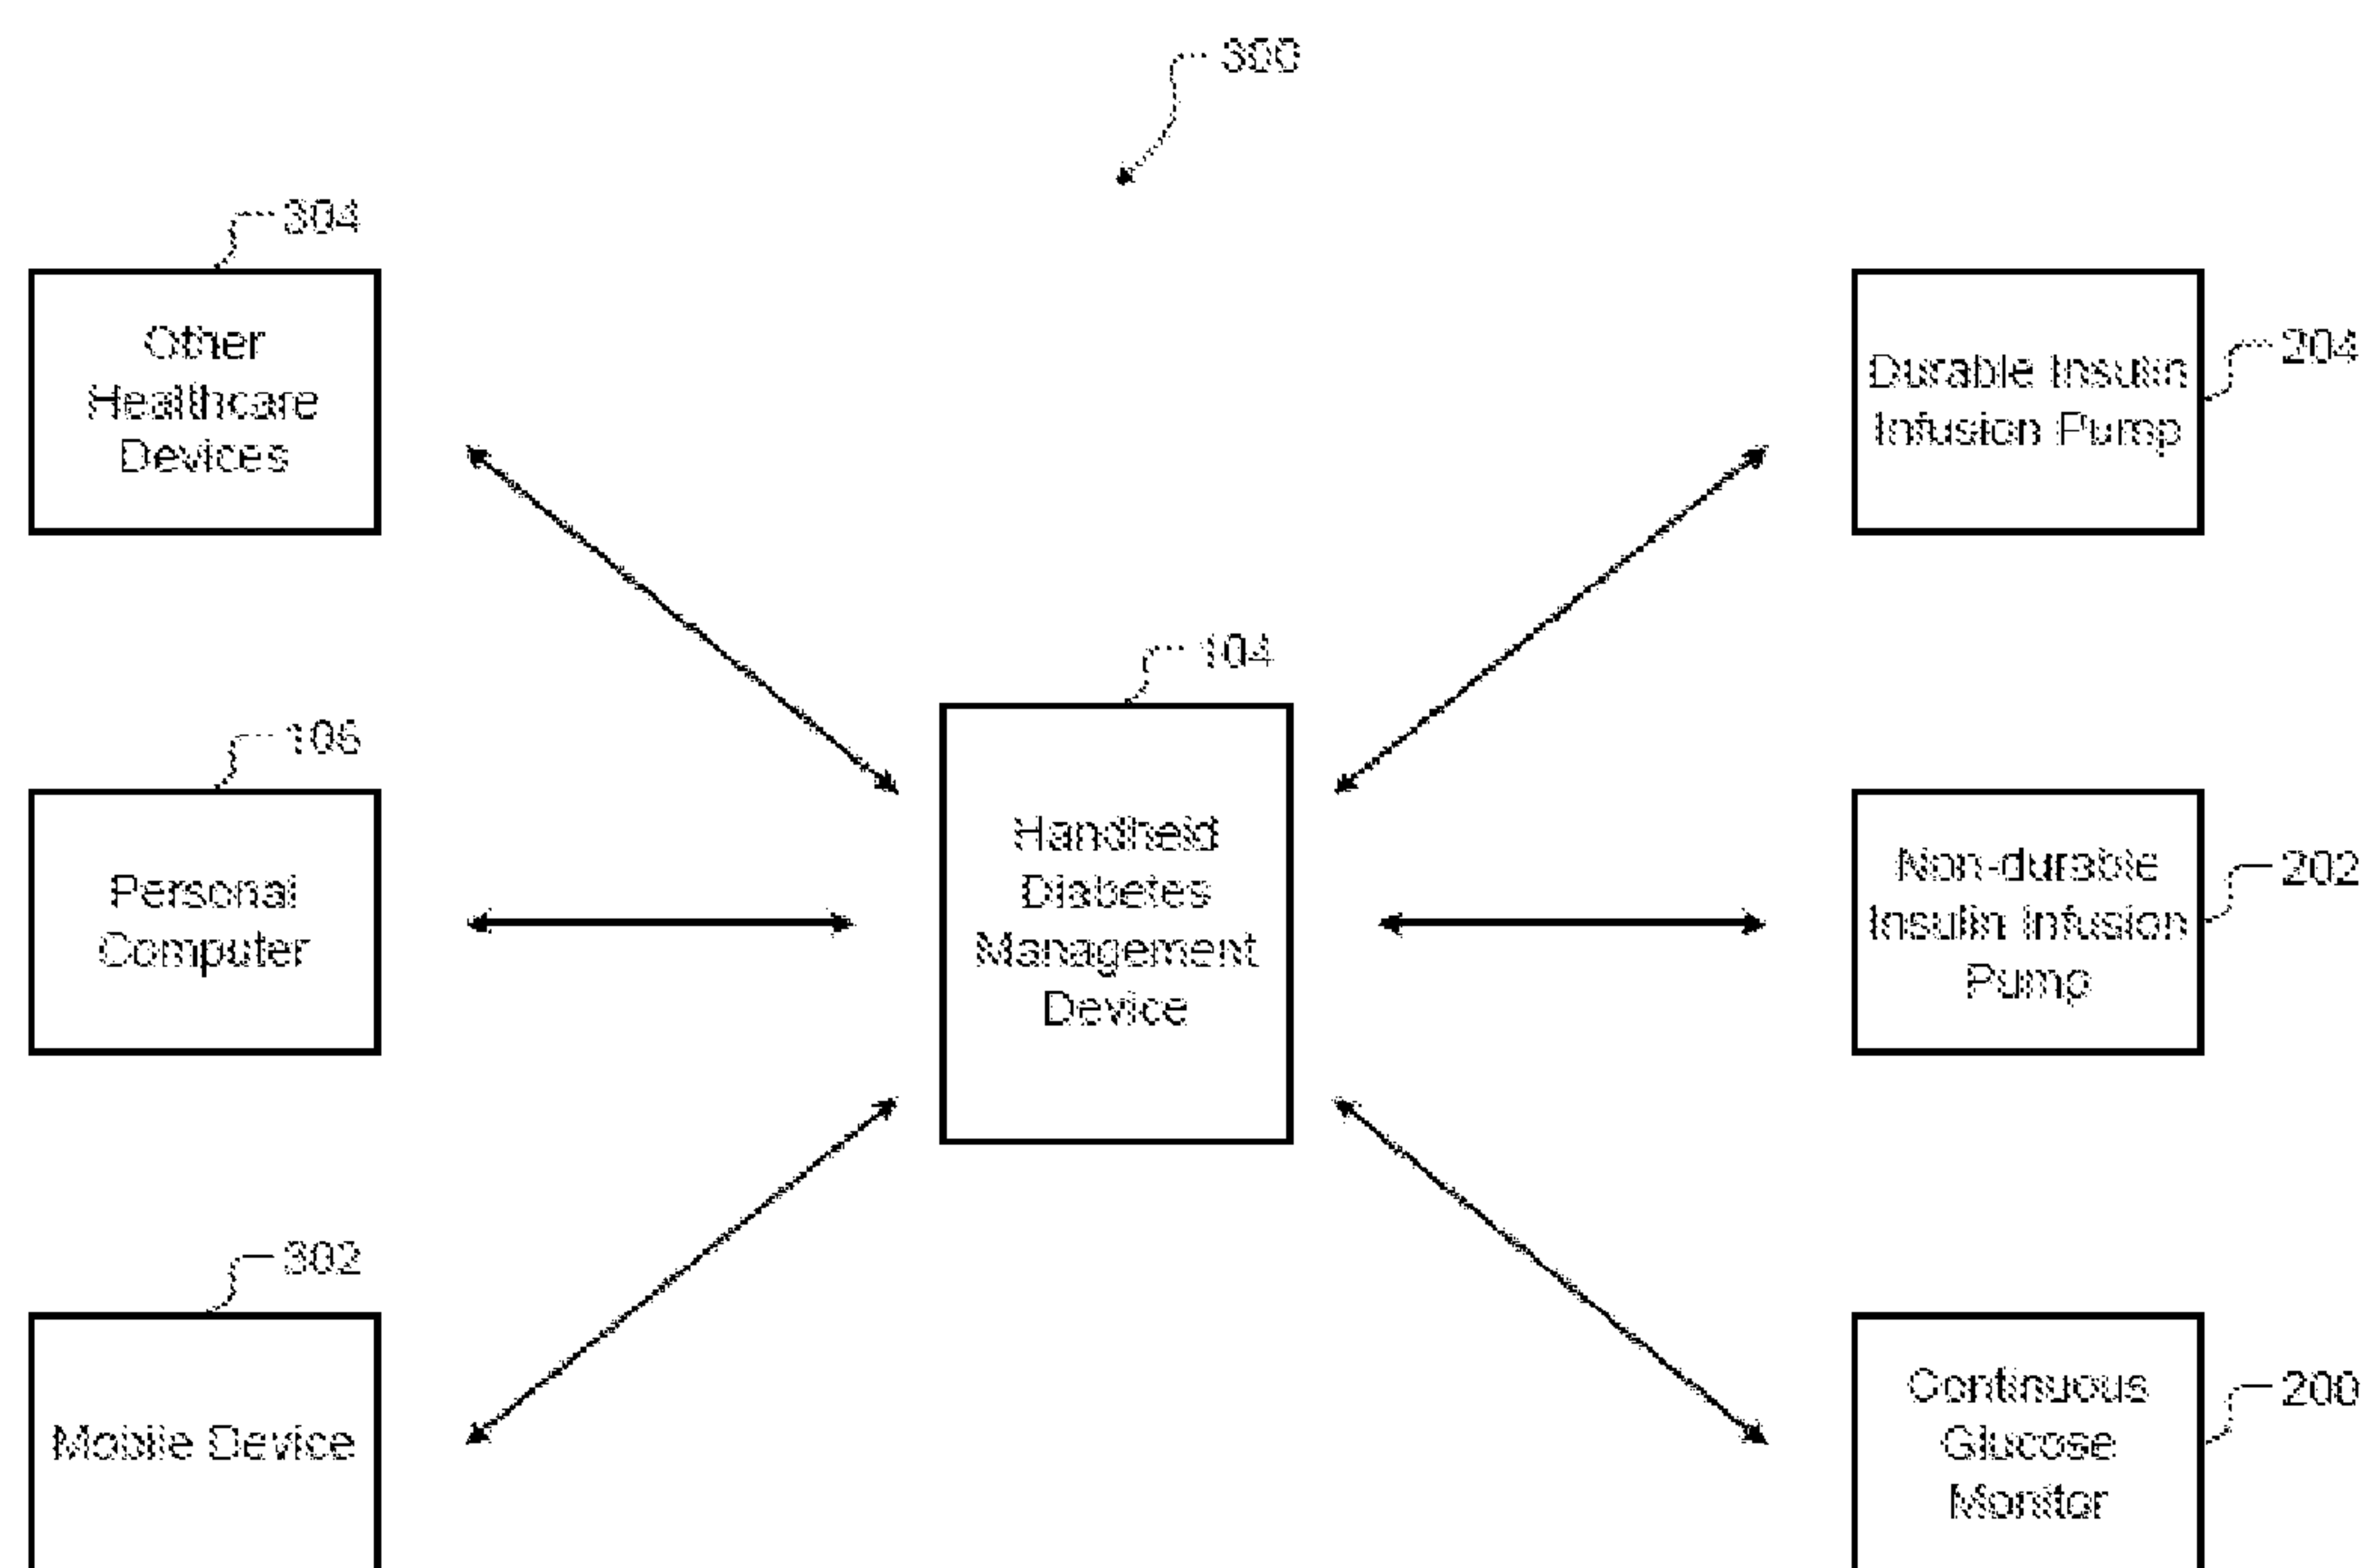 300
304
Other
Healthcare
Devices
Durable Insulin
Infusion Pump
204
104
106
Personal
Computer
Handheld
Diabetes
Management
Device
Non-durable
Insulin Infusion
Pump
202
302
Mobile Device
Continuous
Glucose
Monitor
200